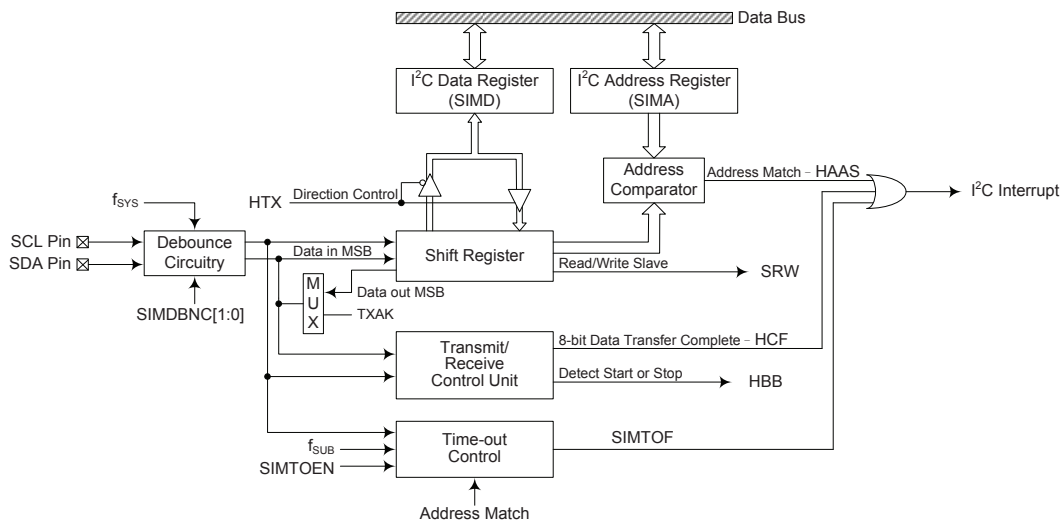 Data Bus
I²C Data Register
(SIMD)
I²C Address Register
(SIMA)
Address
Comparator
Address Match - HAAS
I²C Interrupt
HTX
Direction Control
fSYS
SCL Pin
SDA Pin
Debounce
Circuitry
SIMDBNC[1:0]
Data in MSB
Shift Register
Read/Write Slave
SRW
M
U
X
Data out MSB
TXAK
Transmit/
Receive
Control Unit
8-bit Data Transfer Complete - HCF
Detect Start or Stop
HBB
fSUB
SIMTOEN
Time-out
Control
SIMTOF
Address Match